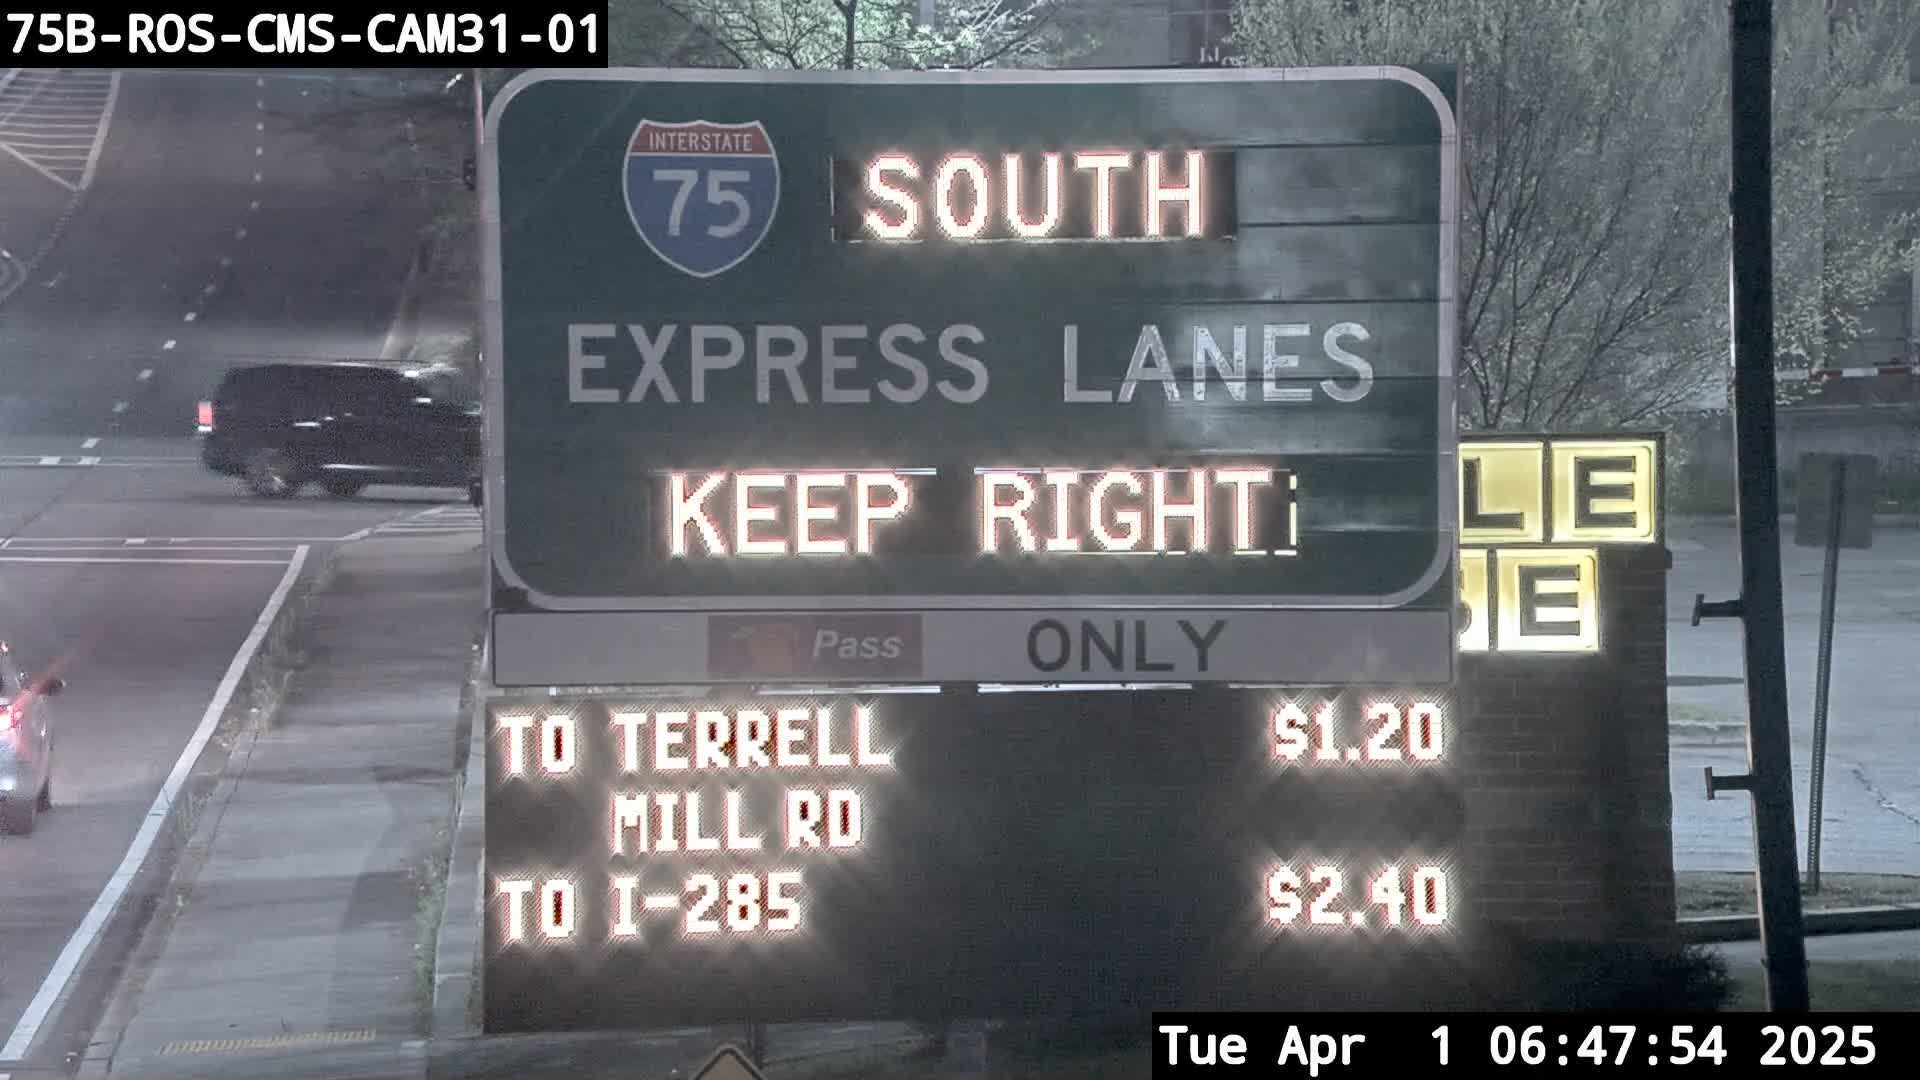 75B-ROS-CMS-CAM31-01
INTERSTATE
75
SOUTH
EXPRESS LANES
KEEP RIGHT
Pass ONLY
TO TERRELL $1.20
MILL RD
TO I-285 $2.40
LE
E
Tue Apr 1 06:47:54 2025